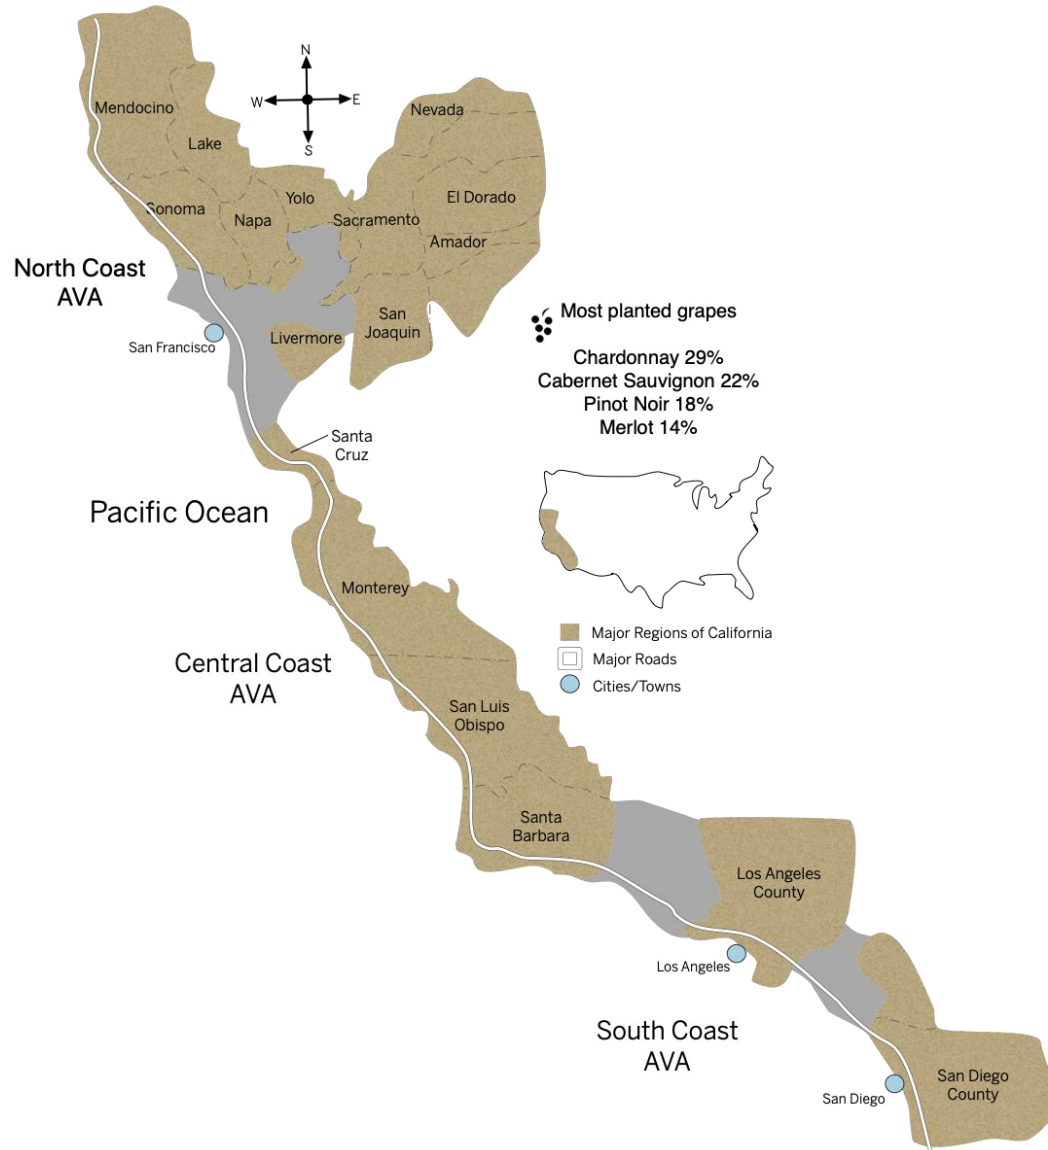 N
W
E
S
Mendocino
Lake
Nevada
Sonoma
Napa
Yolo
Sacramento
El Dorado
Amador
North Coast
AVA
San
Joaquin
Livermore
San Francisco
Most planted grapes
Chardonnay 29%
Cabernet Sauvignon 22%
Pinot Noir 18%
Merlot 14%
Santa
Cruz
Pacific Ocean
Monterey
Major Regions of California
Major Roads
Cities/Towns
Central Coast
AVA
San Luis
Obispo
Santa
Barbara
Los Angeles
County
Los Angeles
South Coast
AVA
San Diego
County
San Diego